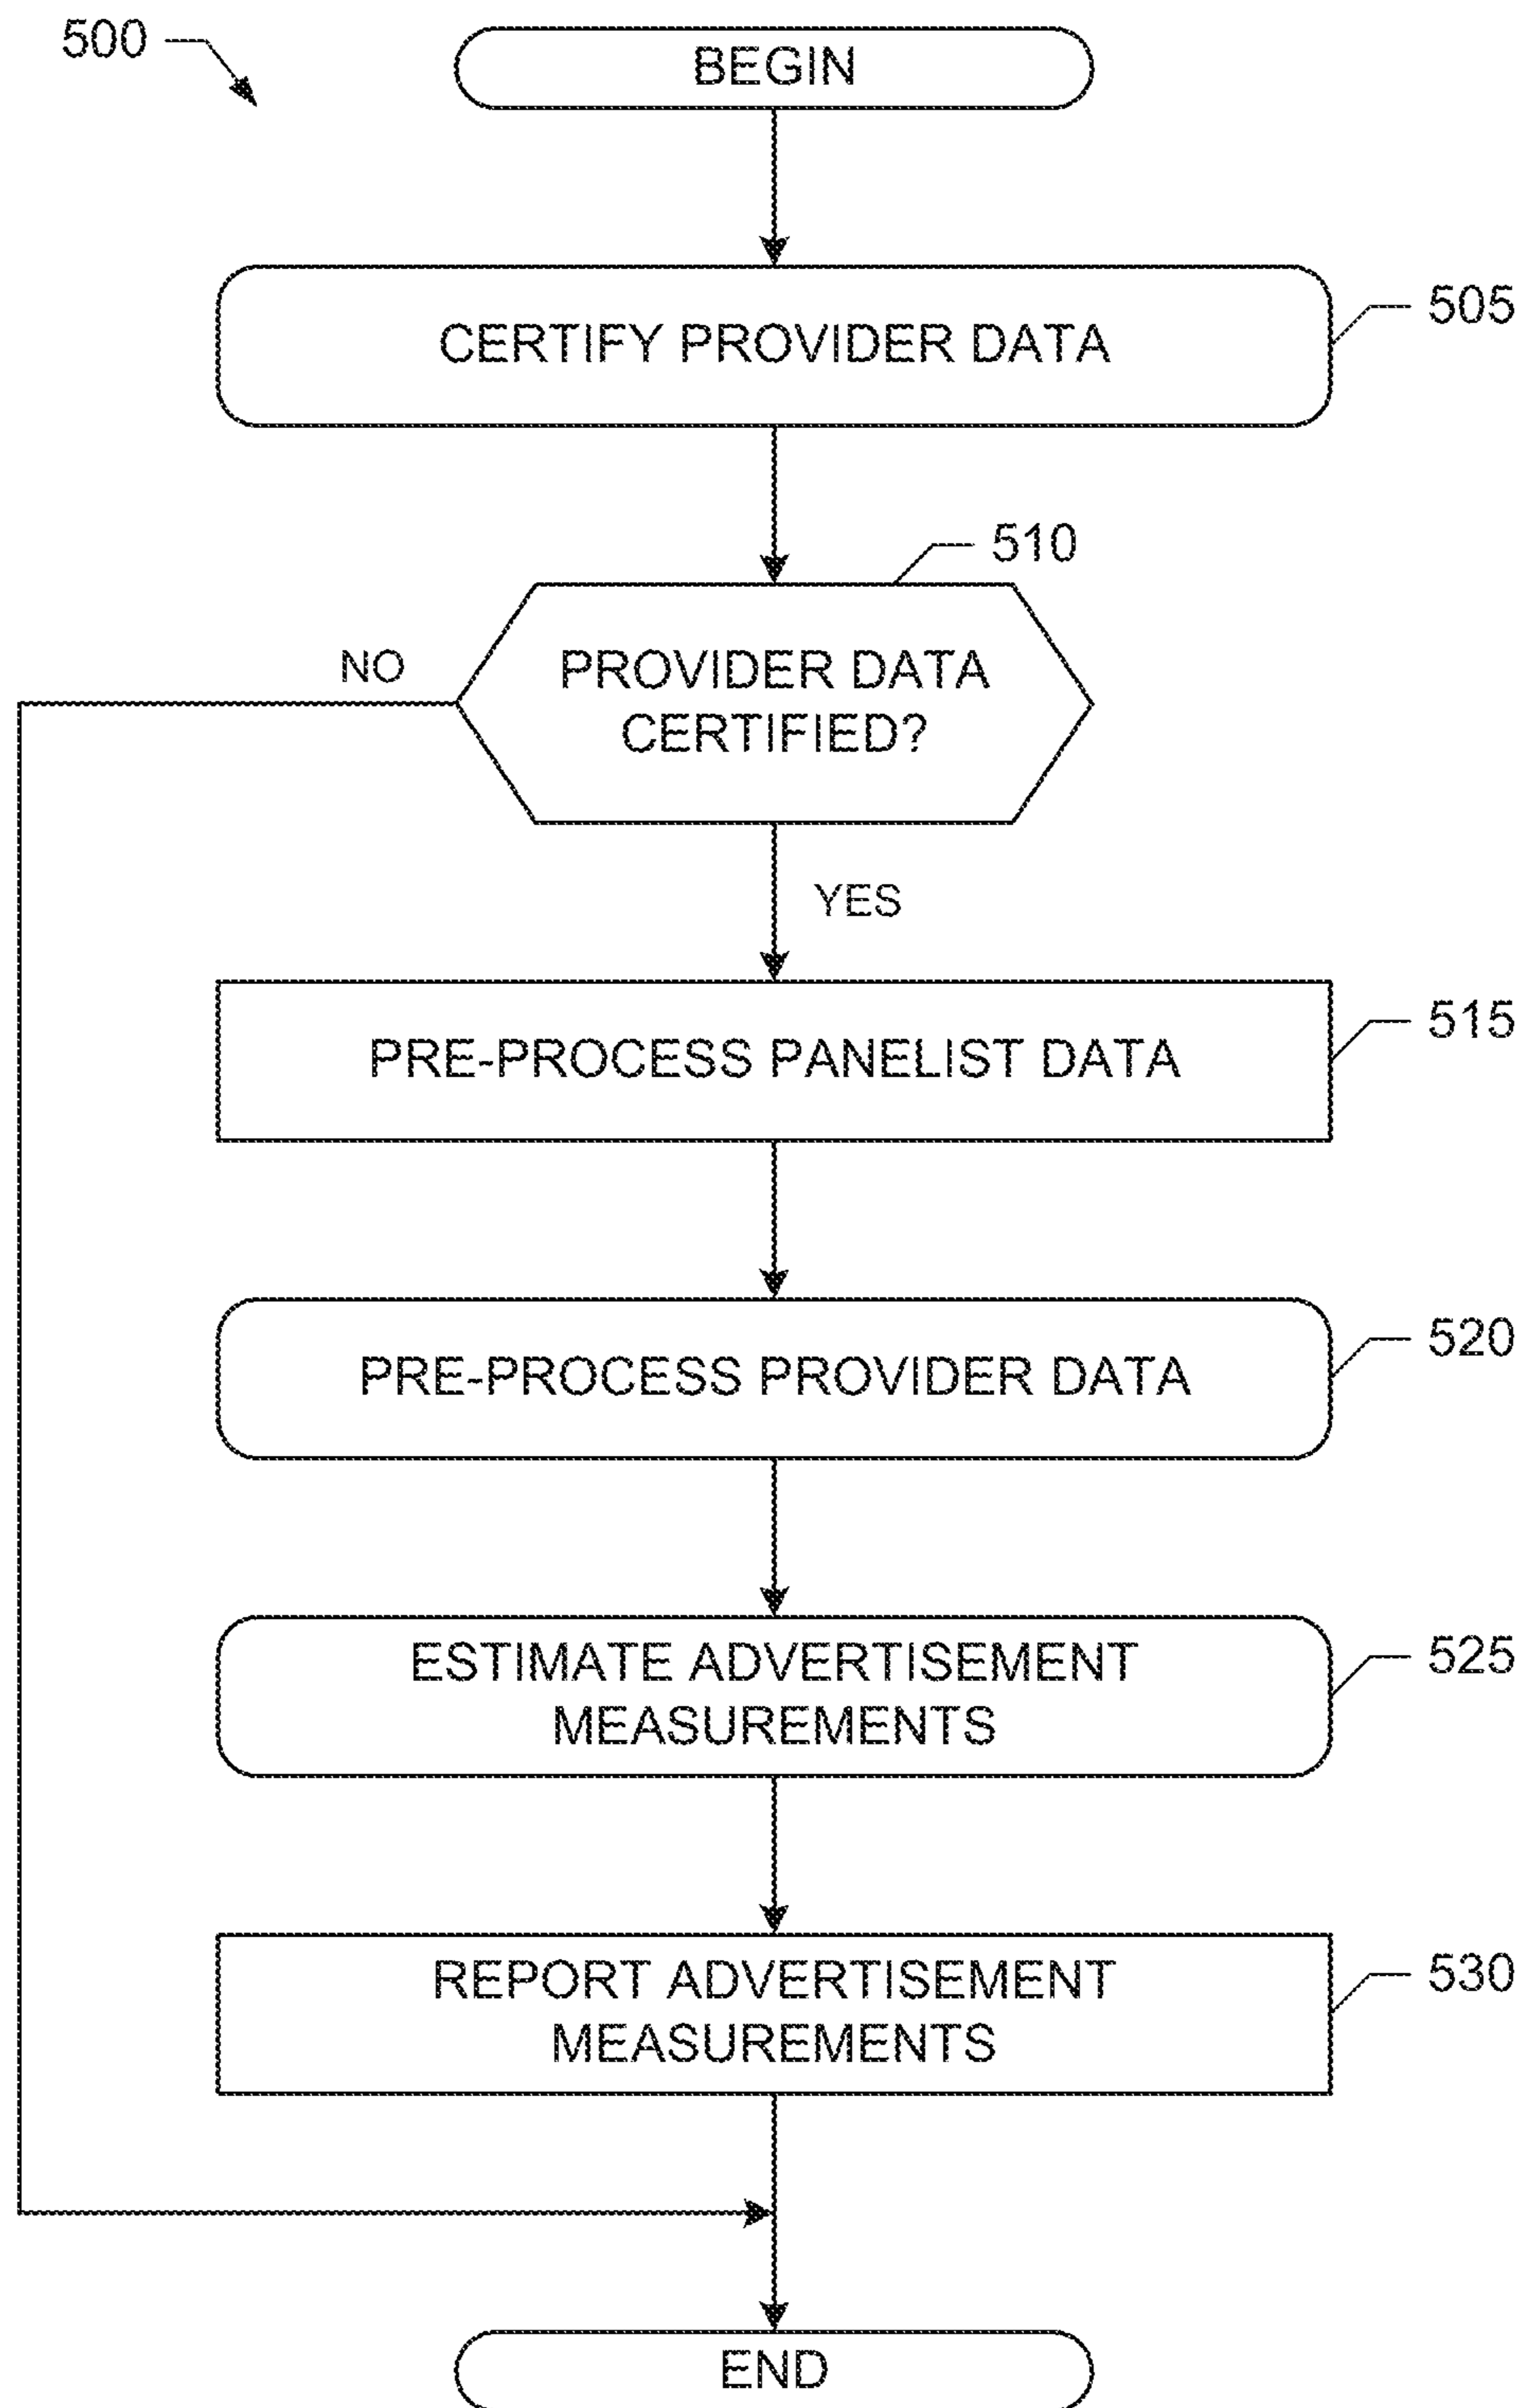 500
BEGIN
CERTIFY PROVIDER DATA
505
510
NO
PROVIDER DATA
CERTIFIED?
YES
PRE-PROCESS PANELIST DATA
515
PRE-PROCESS PROVIDER DATA
520
ESTIMATE ADVERTISEMENT
MEASUREMENTS
525
REPORT ADVERTISEMENT
MEASUREMENTS
530
END